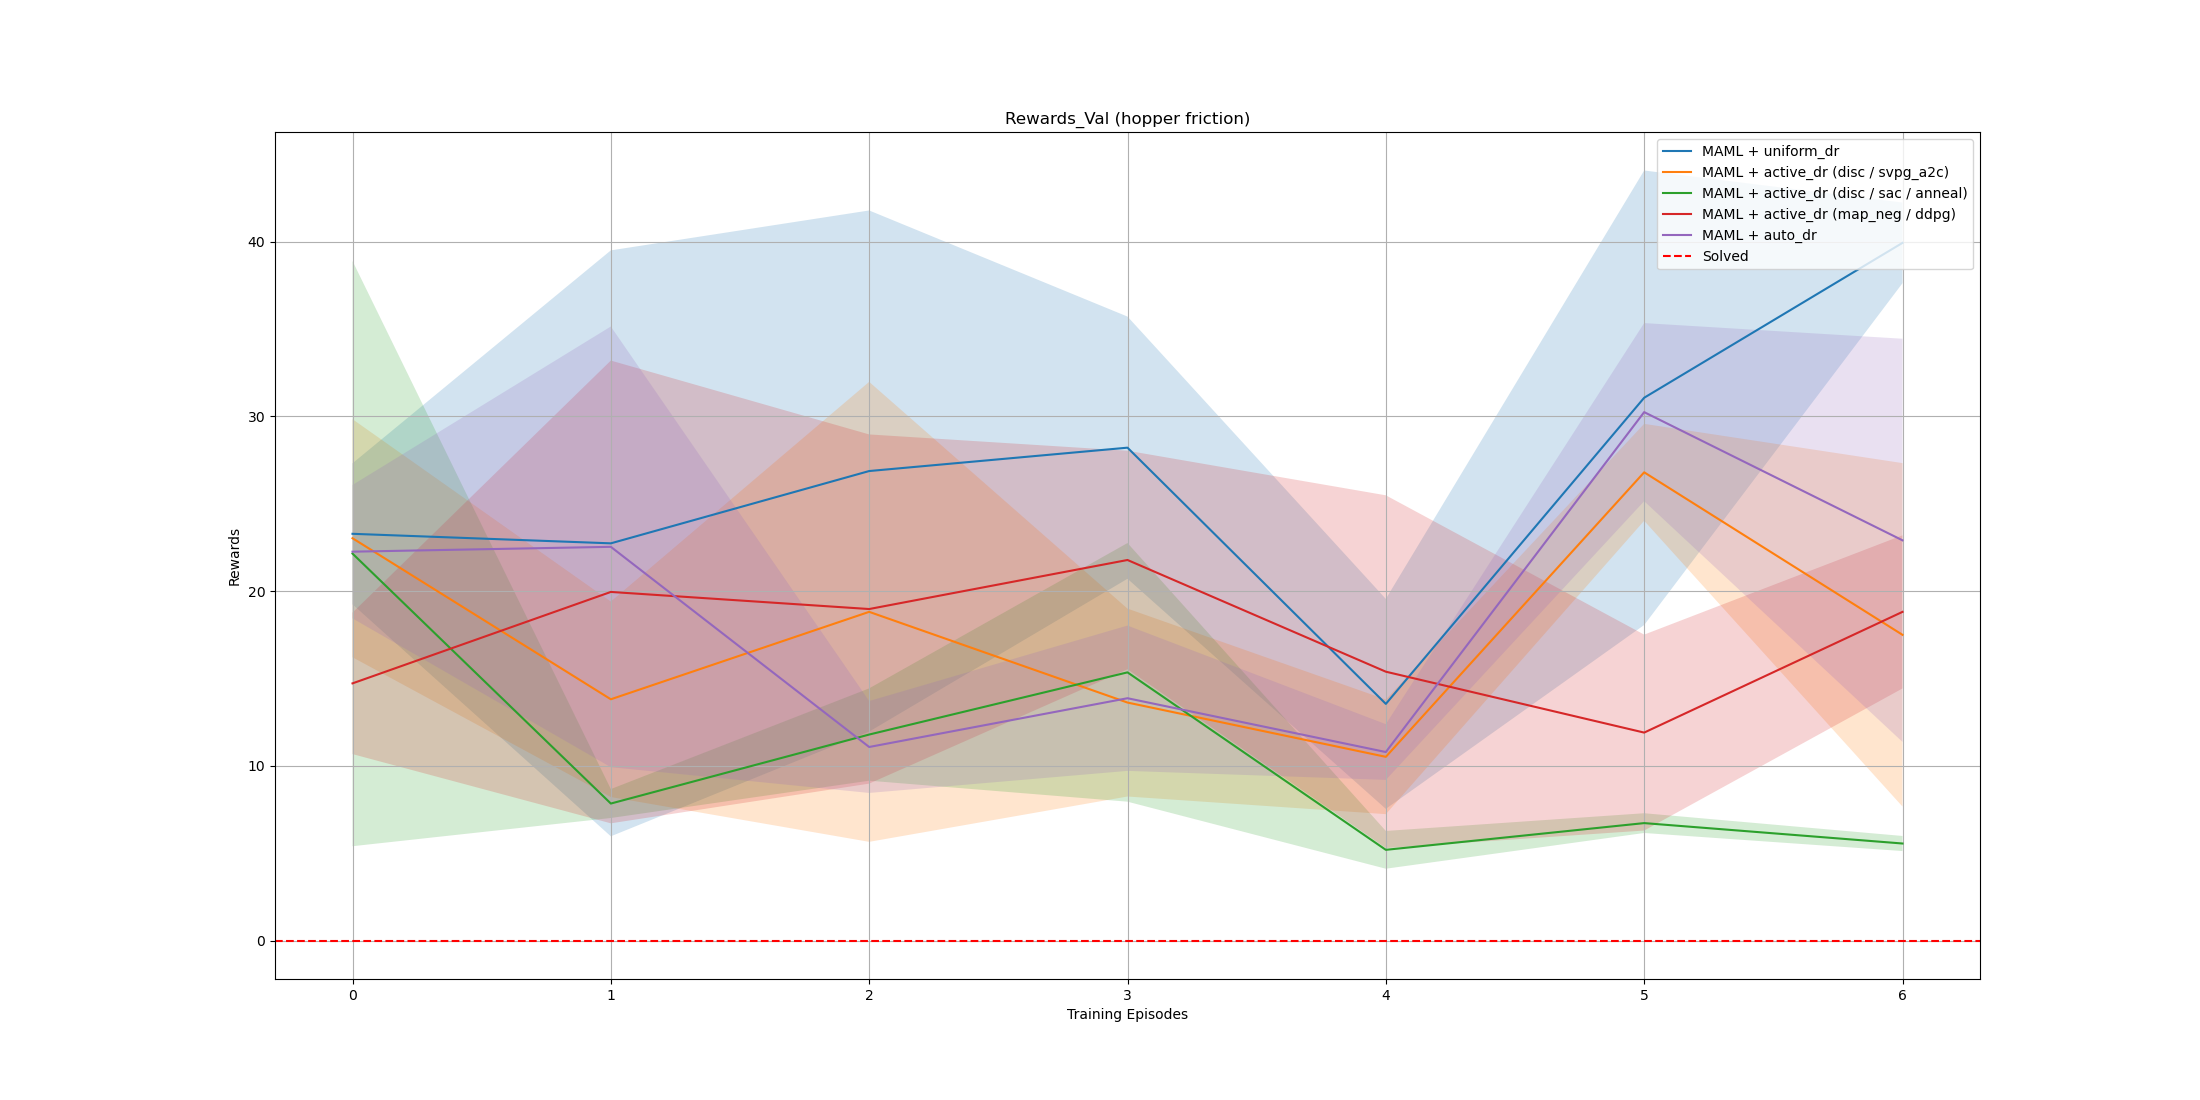 Rewards_Val (hopper friction)
MAML + uniform_dr
MAML + active_dr (disc / svpg_a2c)
MAML + active_dr (disc / sac / anneal)
MAML + active_dr (map_neg / ddpg)
MAML + auto_dr
Solved
40
30
20
10
0
Rewards
0 1 2 3 4 5 6
Training Episodes